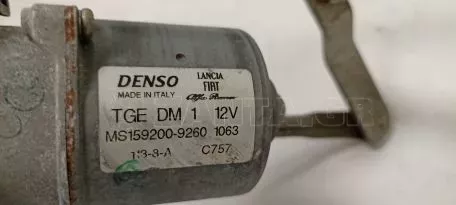 DENSO LANCIA
MADE IN ITALY FIAT
Alfa Romeo
TGE DM 1 12V
MS159200-9260 1063
C757